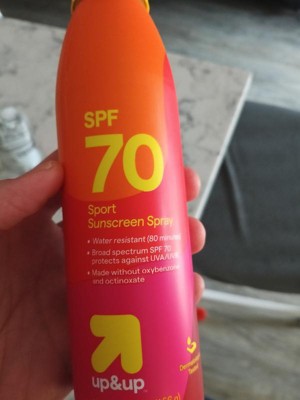 SPF
70
Sport
Sunscreen Spray
• Water resistant (80 minutes)
• Broad spectrum SPF 70
protects against UVA/UVB
• Made without oxybenzone
and octinoxate
up&up